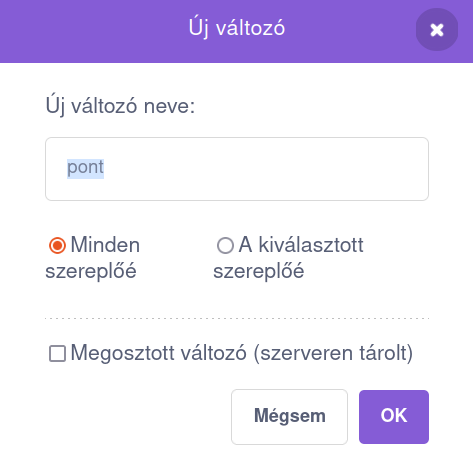 Új változó
Új változó neve:
pont
Minden szereplőé
A kiválasztott szereplőé
Megosztott változó (szerveren tárolt)
Mégsem
OK